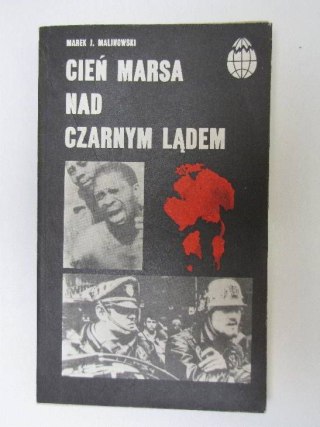 MAREK J. MALINOWSKI
CIEŃ MARSA
NAD
CZARNYM LĄDEM